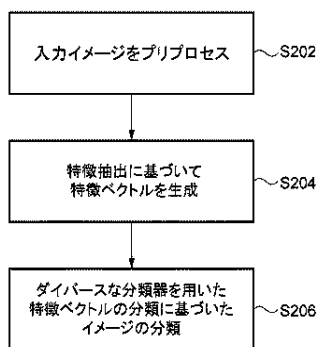 入力イメージをプリプロセス
S202
特徴抽出に基づいて
特徴ベクトルを生成
S204
ダイバースな分類器を用いた
特徴ベクトルの分類に基づいた
イメージの分類
S206